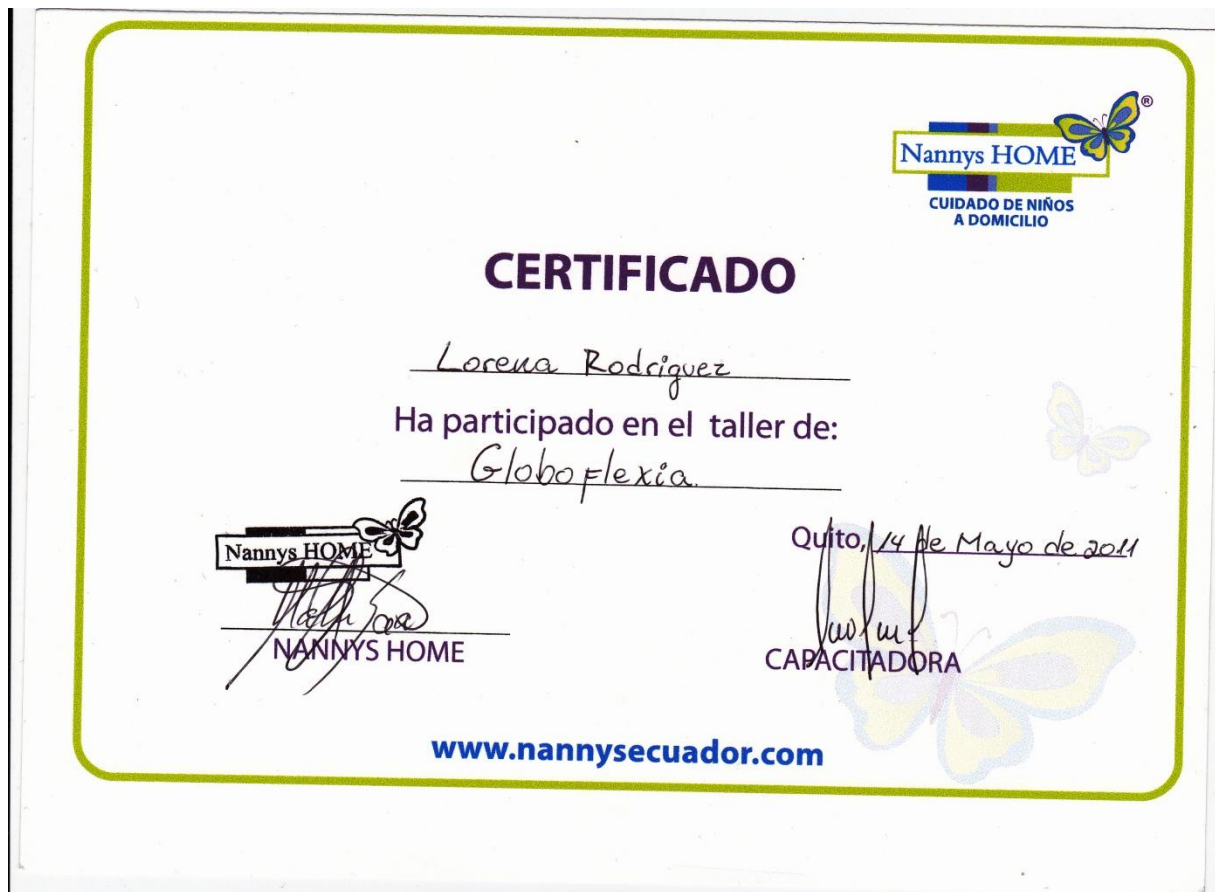 Nannys HOME ®
CUIDADO DE NIÑOS
A DOMICILIO
CERTIFICADO
Lorena Rodriguez
Ha participado en el taller de:
Globoflexia.
Quito, 14 de Mayo de 2011
Nannys HOME
NANNYS HOME
CAPACITADORA
www.nannysecuador.com